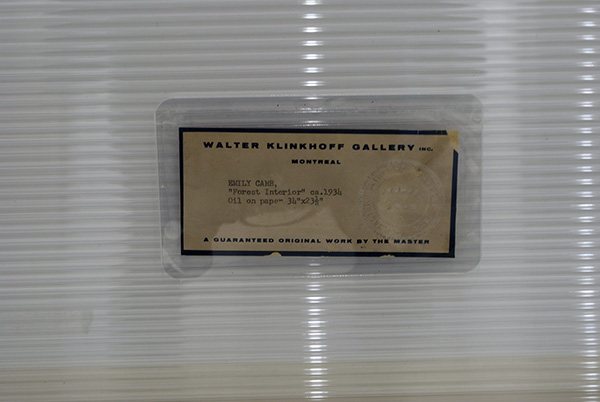 WALTER KLINKHOFF GALLERY INC.
MONTREAL
EMILY CARR,
"Forest Interior" ca.1934
Oil on pape- 34"x23½"
A GUARANTEED ORIGINAL WORK BY THE MASTER